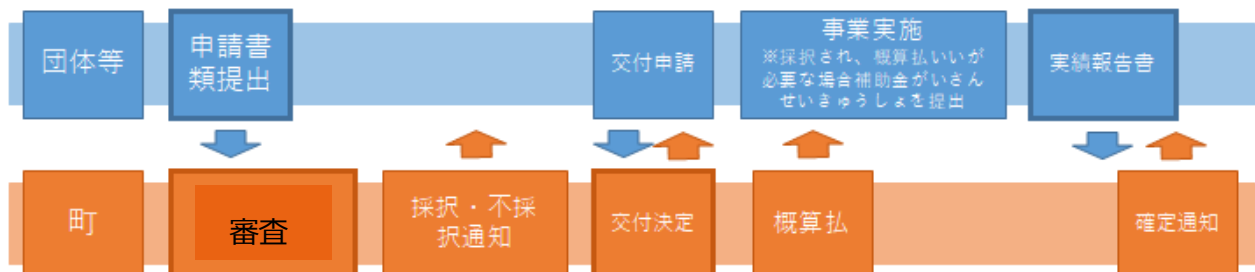 団体等
申請書
類提出
交付申請
事業実施
※採択され、概算払いいが
必要な場合補助金がいさん
せいきゅうしょを提出
実績報告書
町
審査
採択・不採
択通知
交付決定
概算払
確定通知